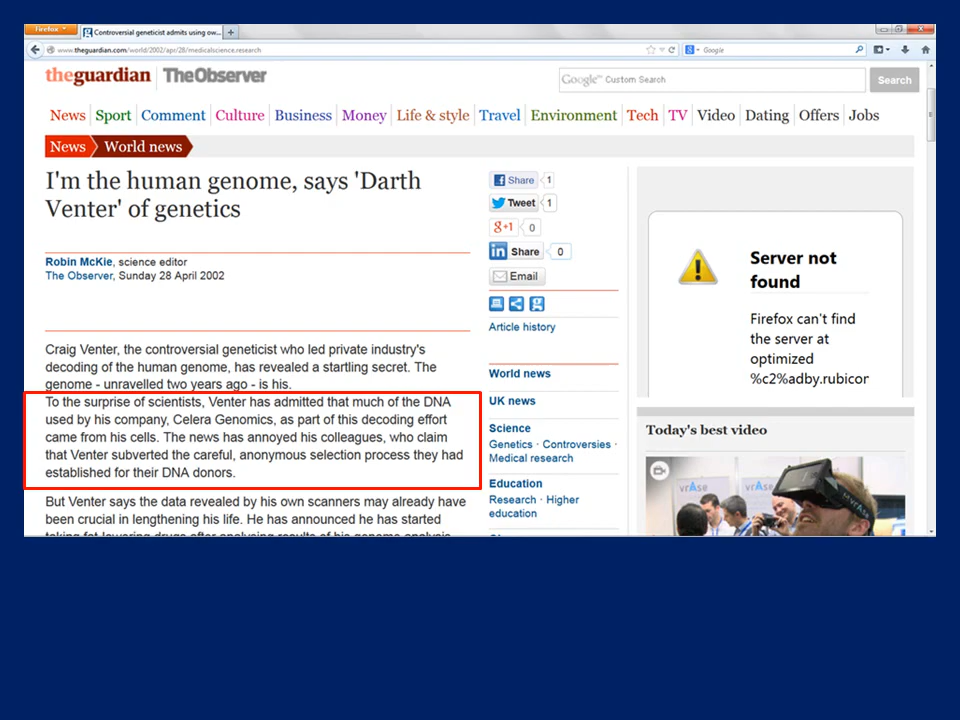 Firefox
Controversial geneticist admits using ow...
www.theguardian.com/world/2002/apr/28/medicalscience.research
Google
theguardian TheObserver
Google™ Custom Search
Search
News Sport Comment Culture Business Money Life & style Travel Environment Tech TV Video Dating Offers Jobs
News World news
I'm the human genome, says 'Darth
Venter' of genetics
Robin McKie, science editor
The Observer, Sunday 28 April 2002
Craig Venter, the controversial geneticist who led private industry's
decoding of the human genome, has revealed a startling secret. The
genome - unravelled two years ago - is his.
To the surprise of scientists, Venter has admitted that much of the DNA
used by his company, Celera Genomics, as part of this decoding effort
came from his cells. The news has annoyed his colleagues, who claim
that Venter subverted the careful, anonymous selection process they had
established for their DNA donors.
But Venter says the data revealed by his own scanners may already have
been crucial in lengthening his life. He has announced he has started
taking fat-lowering drugs after analysing results of his genome analysis
Share 1
Tweet 1
g+1 0
in Share 0
Email
Article history
World news
UK news
Science
Genetics · Controversies ·
Medical research
Education
Research · Higher
education
Server not
found
Firefox can't find
the server at
optimized
%c2%adby.rubicor
Today's best video
vrAse
vrAse
vrAse